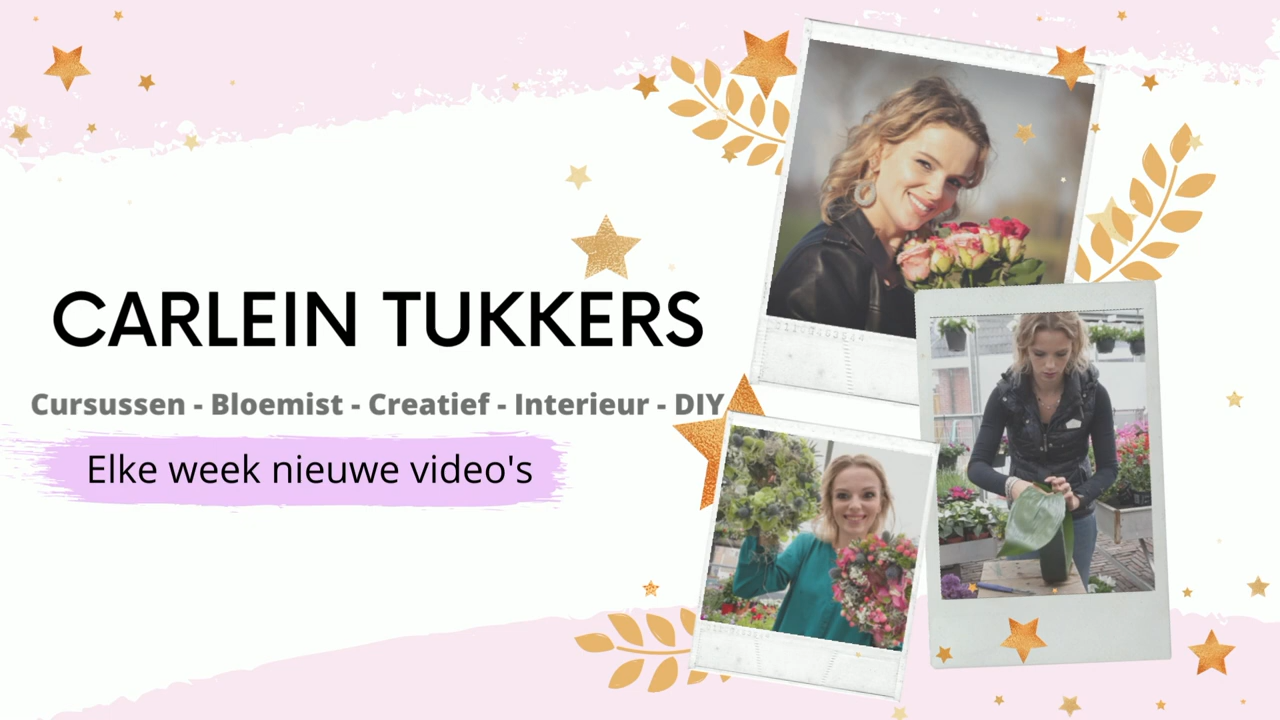 CARLEIN TUKKERS
Cursussen - Bloemist - Creatief - Interieur - DIY
Elke week nieuwe video's